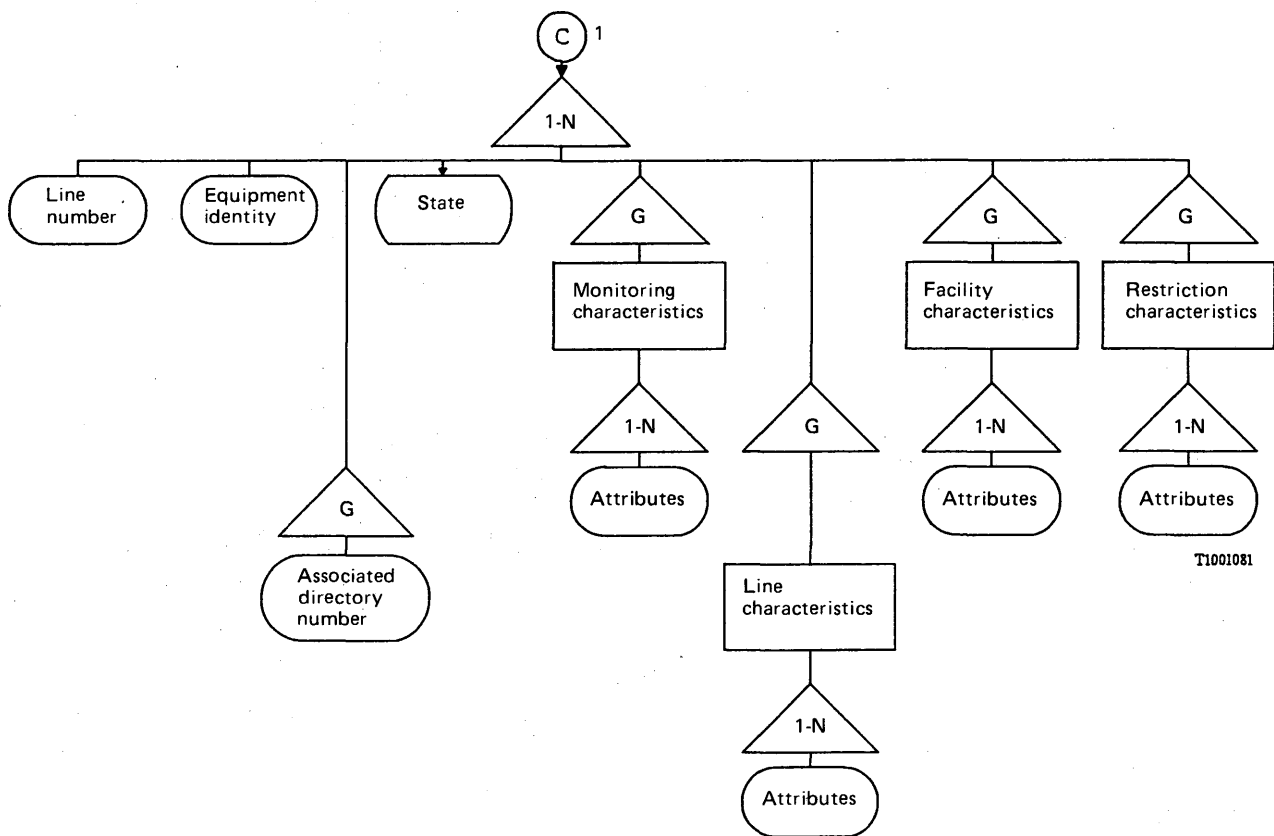 C 1
1-N
Line
number
Equipment
identity
State
G
G
G
Monitoring
characteristics
Facility
characteristics
Restriction
characteristics
1-N
G
1-N
1-N
Attributes
Attributes
Attributes
G
T1001081
Associated
directory
number
Line
characteristics
1-N
Attributes